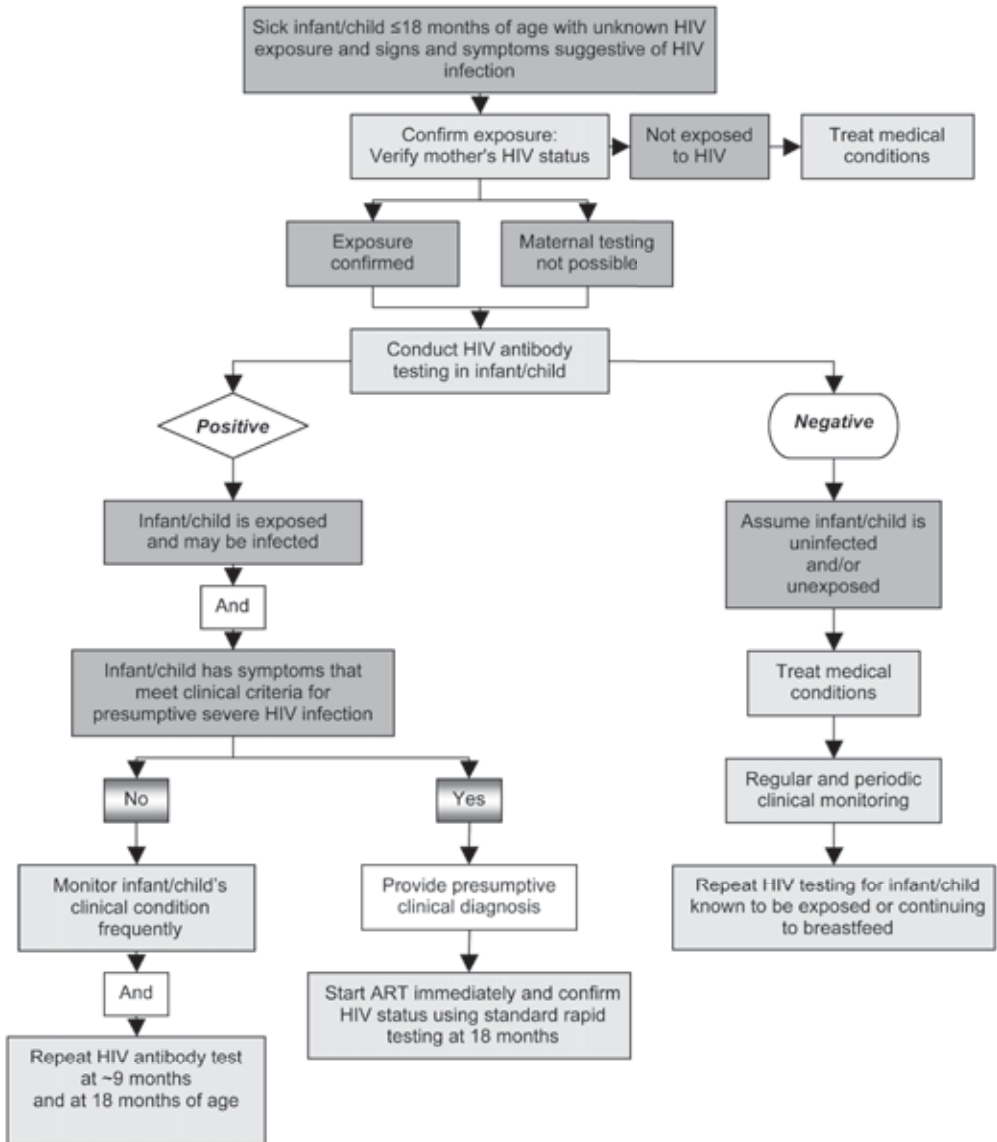 Sick infant/child ≤18 months of age with unknown HIV
exposure and signs and symptoms suggestive of HIV
infection
Confirm exposure:
Verify mother's HIV status
Not exposed
to HIV
Treat medical
conditions
Exposure
confirmed
Maternal testing
not possible
Conduct HIV antibody
testing in infant/child
Positive
Negative
Infant/child is exposed
and may be infected
And
Infant/child has symptoms that
meet clinical criteria for
presumptive severe HIV infection
No
Yes
Monitor infant/child's
clinical condition
frequently
And
Repeat HIV antibody test
at ~9 months
and at 18 months of age
Provide presumptive
clinical diagnosis
Start ART immediately and confirm
HIV status using standard rapid
testing at 18 months
Assume infant/child is
uninfected
and/or
unexposed
Treat medical
conditions
Regular and periodic
clinical monitoring
Repeat HIV testing for infant/child
known to be exposed or continuing
to breastfeed